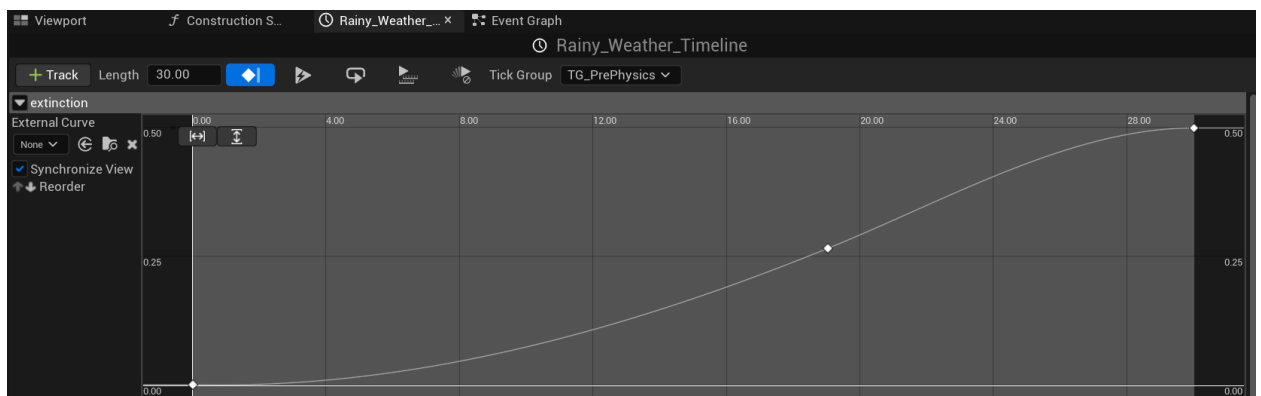 Viewport
Construction S...
Rainy_Weather_...
Event Graph
Rainy_Weather_Timeline
Track
Length
30.00
Tick Group
TG_PrePhysics
extinction
External Curve
None
Synchronize View
Reorder
0.00 4.00 8.00 12.00 16.00 20.00 24.00 28.00
0.50 0.50
0.25 0.25
0.00 0.00